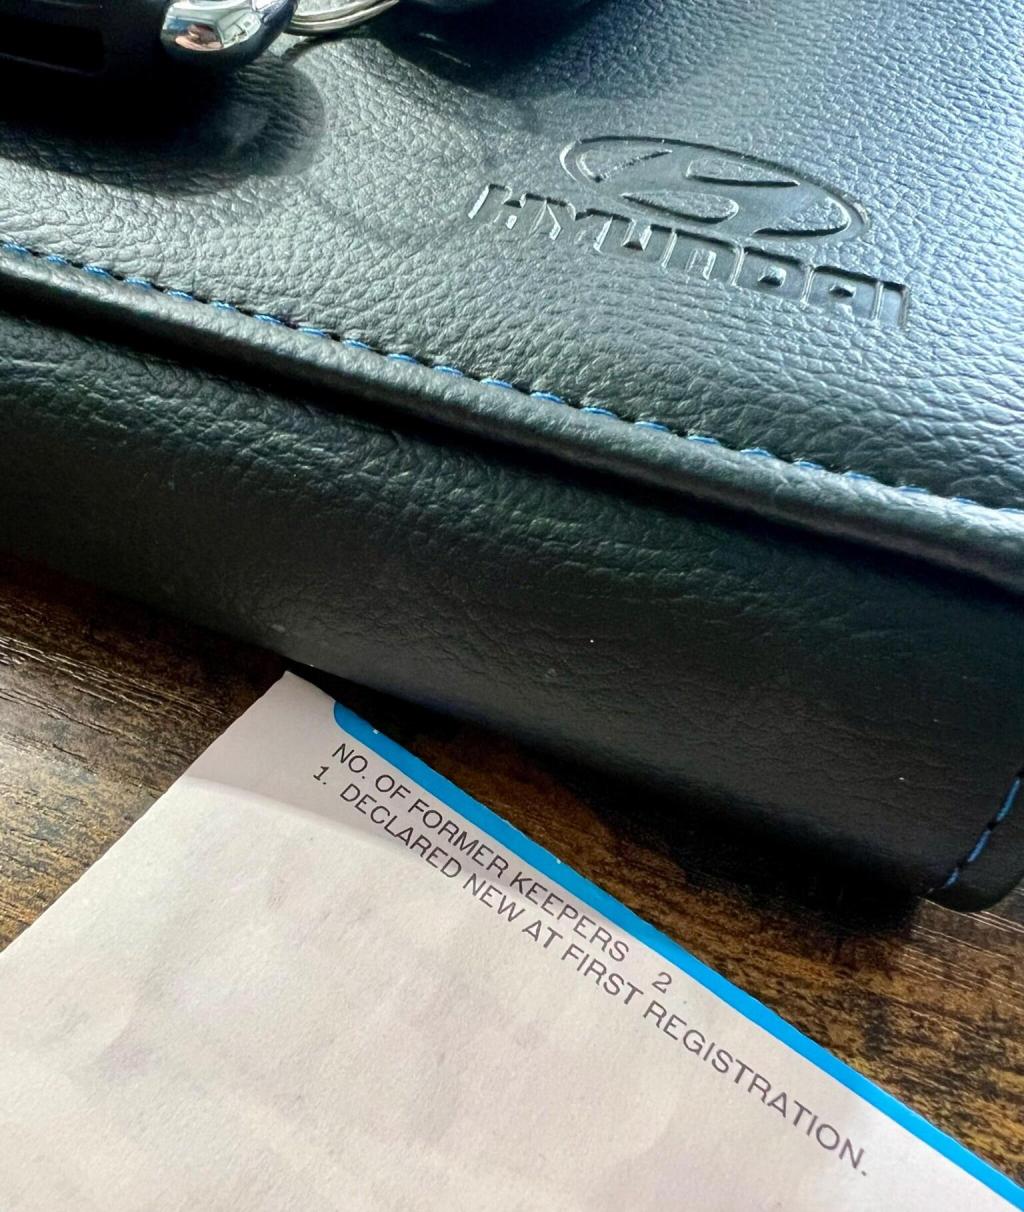 HYUNDAI
NO. OF FORMER KEEPERS 2
1. DECLARED NEW AT FIRST REGISTRATION.